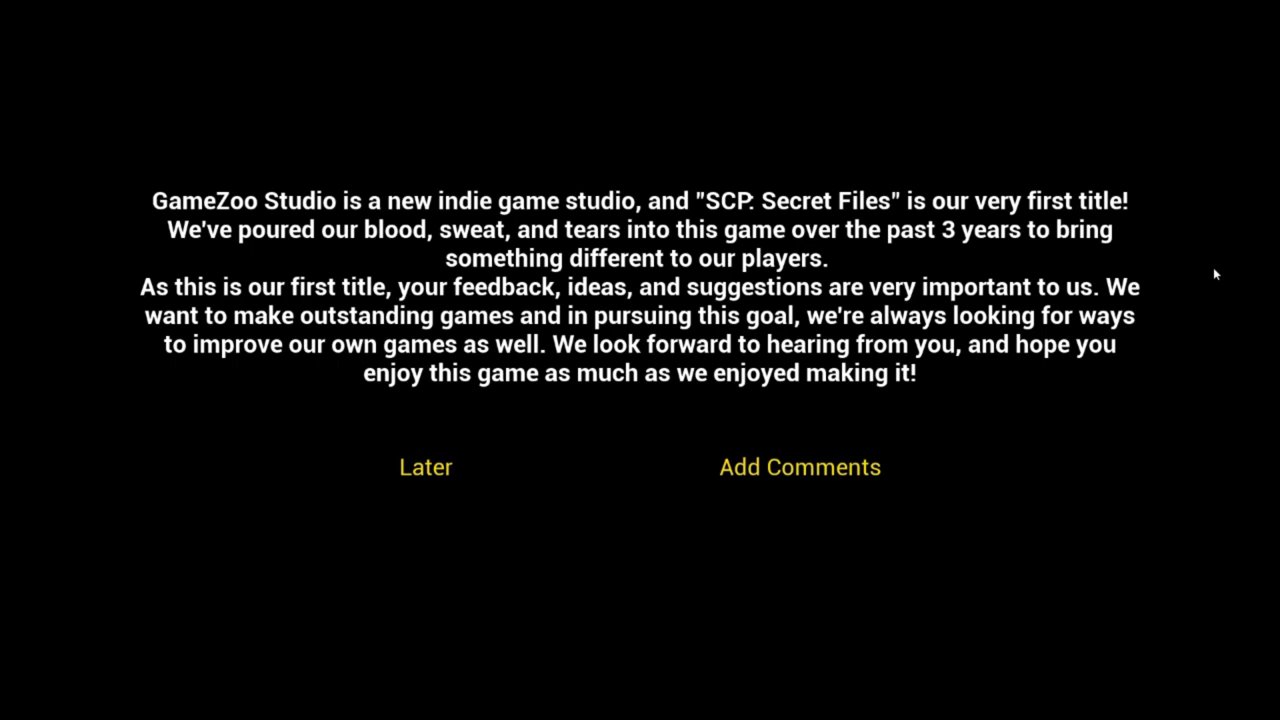 GameZoo Studio is a new indie game studio, and "SCP: Secret Files" is our very first title!
We've poured our blood, sweat, and tears into this game over the past 3 years to bring
something different to our players.
As this is our first title, your feedback, ideas, and suggestions are very important to us. We
want to make outstanding games and in pursuing this goal, we're always looking for ways
to improve our own games as well. We look forward to hearing from you, and hope you
enjoy this game as much as we enjoyed making it!
Later Add Comments